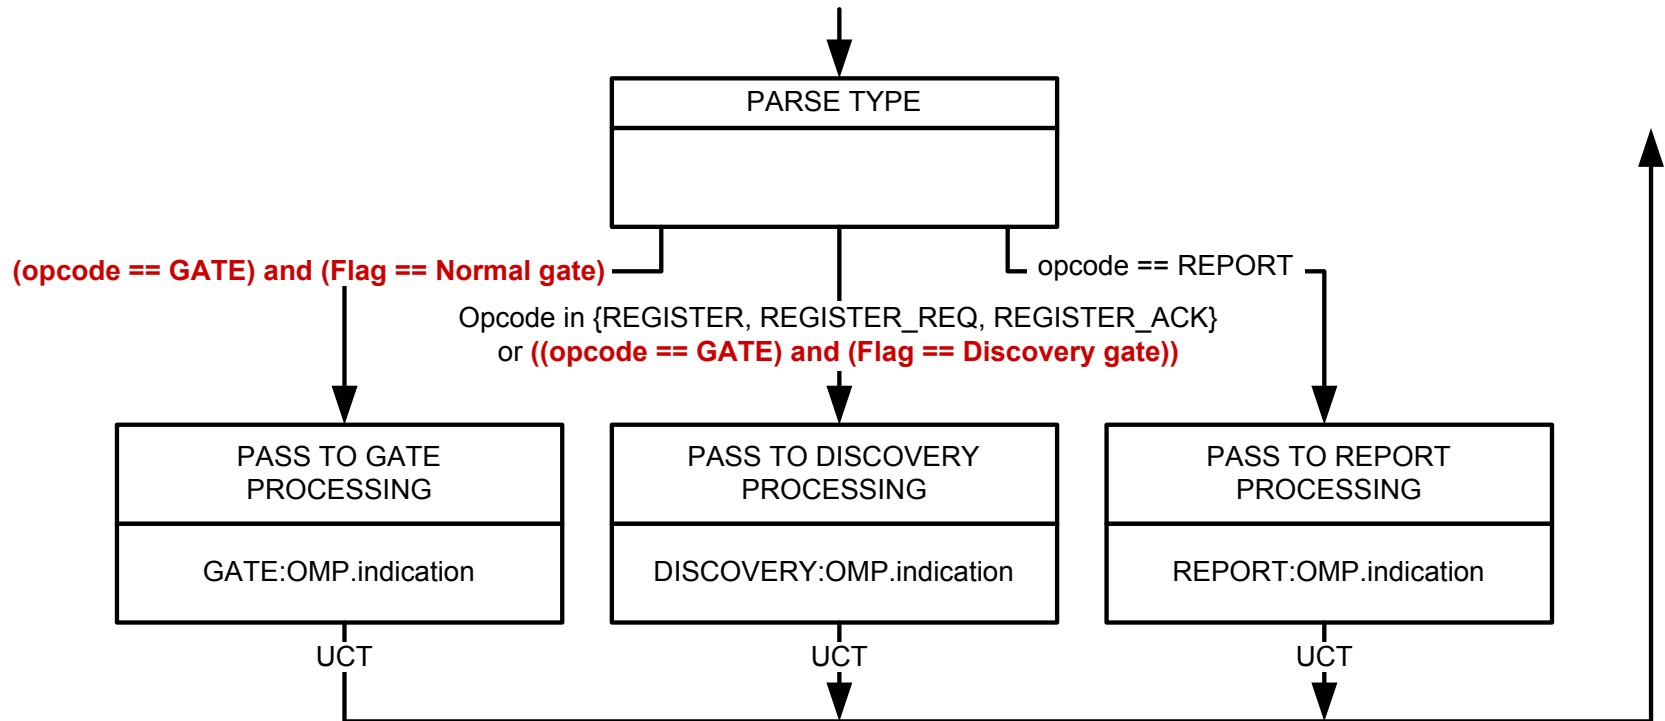 PARSE TYPE
(opcode == GATE) and (Flag == Normal gate)
opcode == REPORT
Opcode in {REGISTER, REGISTER_REQ, REGISTER_ACK}
or ((opcode == GATE) and (Flag == Discovery gate))
PASS TO GATE
PROCESSING
PASS TO DISCOVERY
PROCESSING
PASS TO REPORT
PROCESSING
GATE:OMP.indication
DISCOVERY:OMP.indication
REPORT:OMP.indication
UCT
UCT
UCT